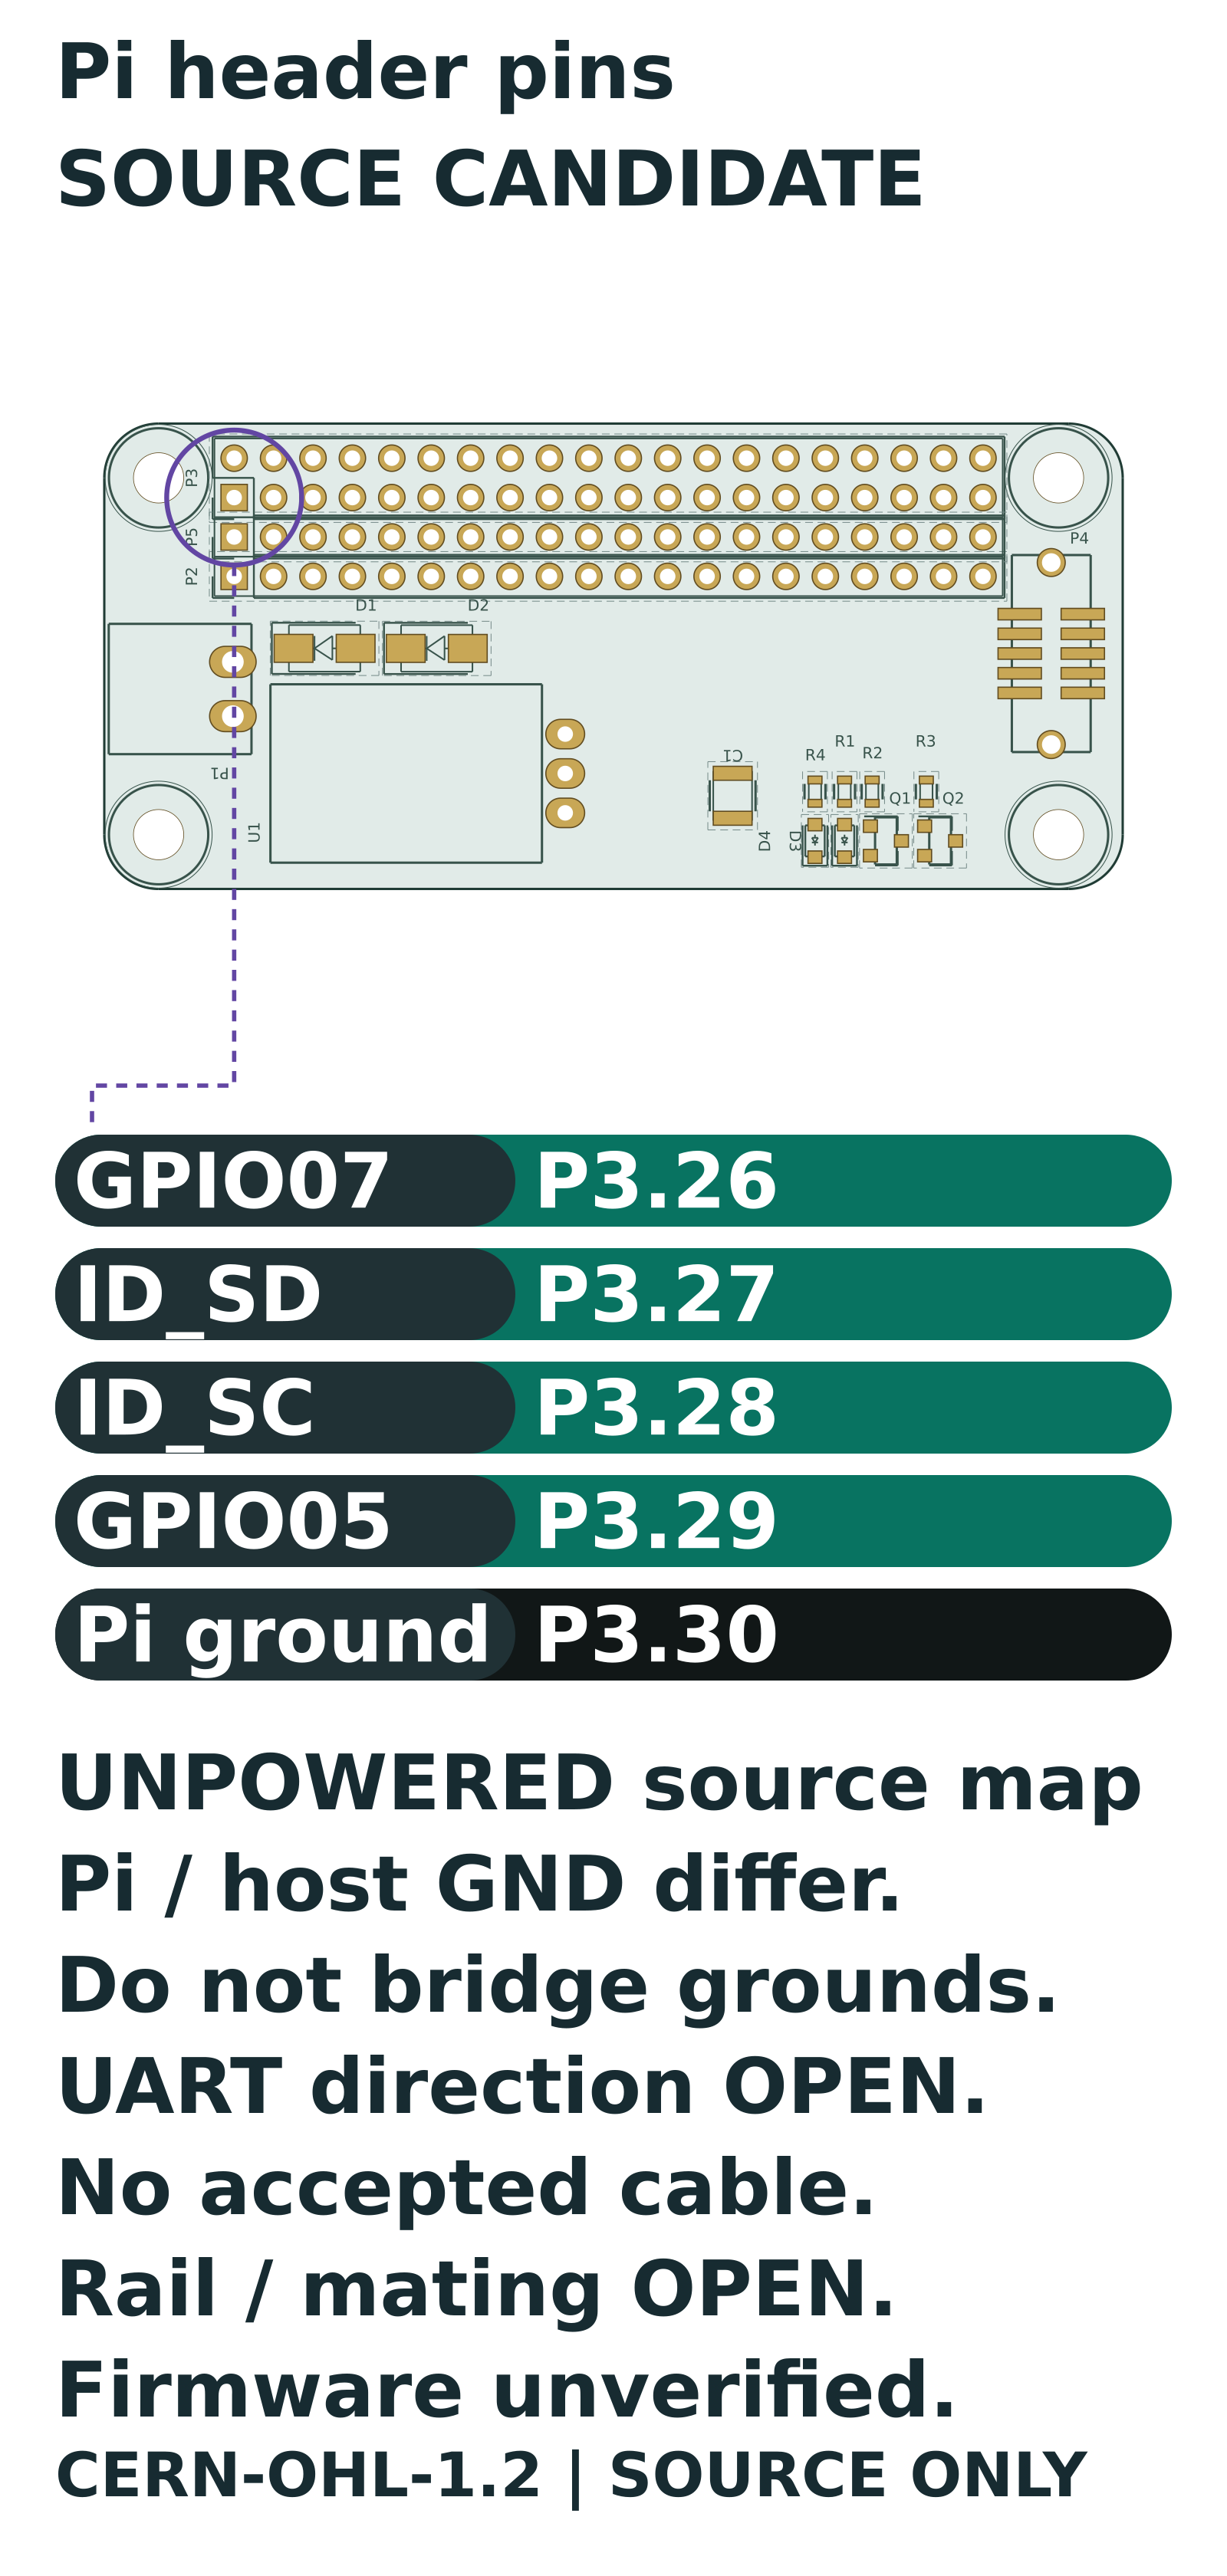 Pi header pins
SOURCE CANDIDATE
P3
P5
P2
P4
D1 D2
P1
U1
C1
D4
D3
R4
R1
R2
R3
Q1
Q2
GPIO07 P3.26
ID_SD P3.27
ID_SC P3.28
GPIO05 P3.29
Pi ground P3.30
UNPOWERED source map
Pi / host GND differ.
Do not bridge grounds.
UART direction OPEN.
No accepted cable.
Rail / mating OPEN.
Firmware unverified.
CERN-OHL-1.2 | SOURCE ONLY